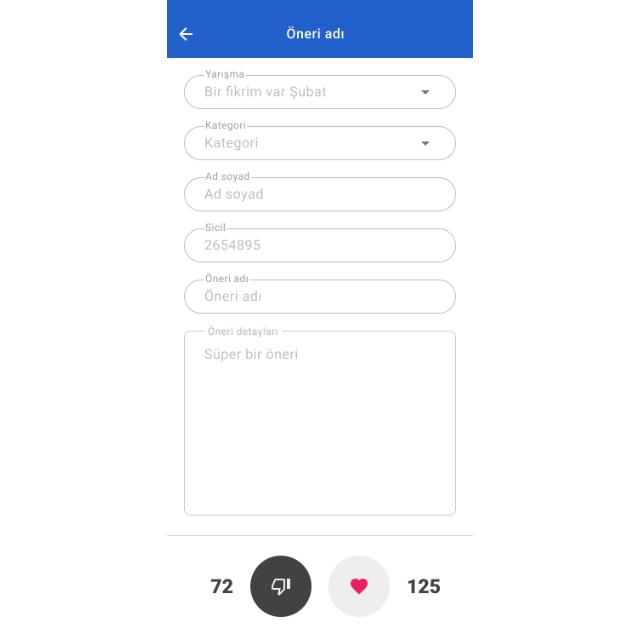 Öneri adı
Yarışma
Bir fikrim var Şubat
Kategori
Kategori
Ad soyad
Ad soyad
Sicil
2654895
Öneri adı
Öneri adı
Öneri detayları
Süper bir öneri
72
125